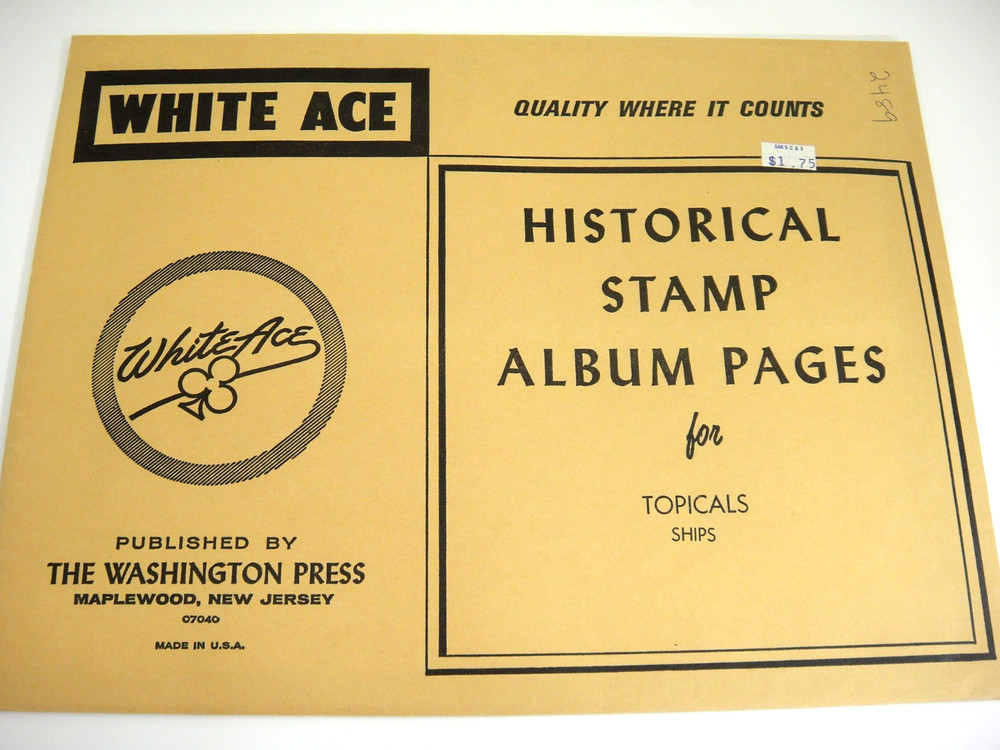 WHITE ACE
QUALITY WHERE IT COUNTS
2489
$1.75
HISTORICAL
STAMP
ALBUM PAGES
for
TOPICALS
SHIPS
White Ace
PUBLISHED BY
THE WASHINGTON PRESS
MAPLEWOOD, NEW JERSEY
07040
MADE IN U.S.A.